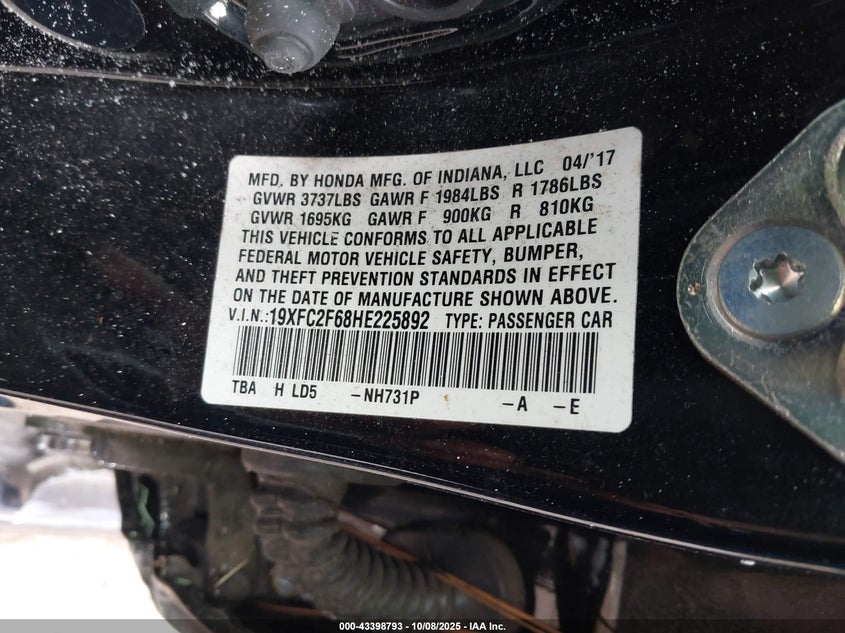 MFD. BY HONDA MFG. OF INDIANA, LLC 04/'17
GVWR 3737LBS GAWR F 1984LBS R 1786LBS
GVWR 1695KG GAWR F 900KG R 810KG
THIS VEHICLE CONFORMS TO ALL APPLICABLE
FEDERAL MOTOR VEHICLE SAFETY, BUMPER,
AND THEFT PREVENTION STANDARDS IN EFFECT
ON THE DATE OF MANUFACTURE SHOWN ABOVE.
V.I.N.:19XFC2F68HE225892 TYPE: PASSENGER CAR
TBA H LD5 -NH731P -A -E
000-43398793 - 10/08/2025 - IAA Inc.